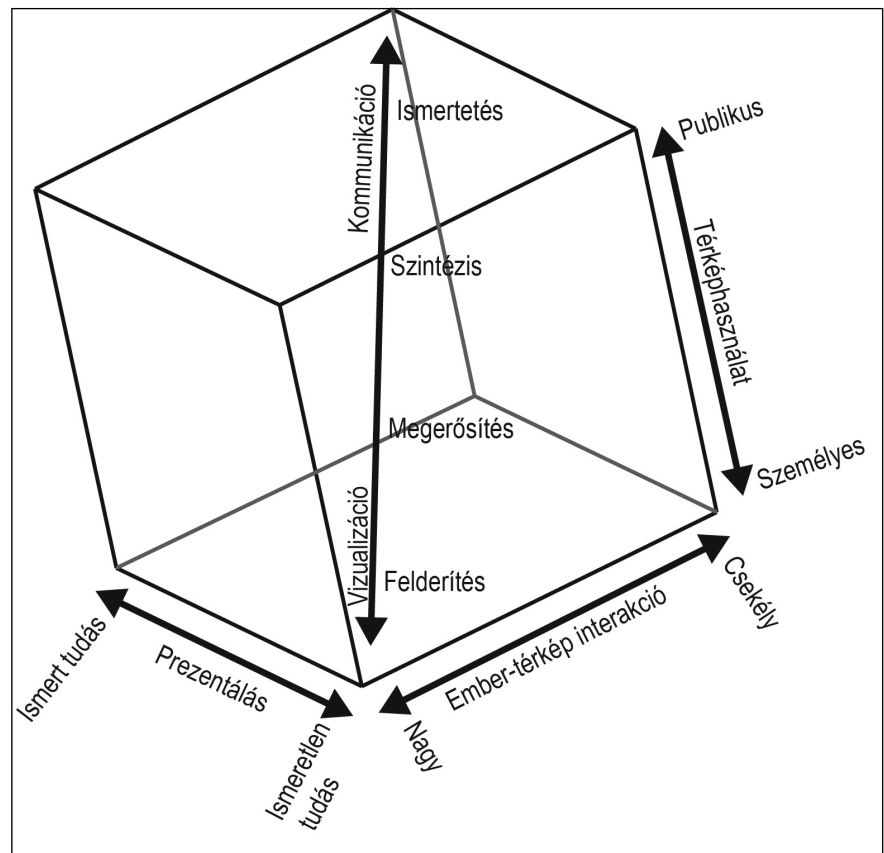 Ismertetés
Kommunikáció
Publikus
Térképhasználat
Szintézis
Megerősítés
Személyes
Vizualizáció
Felderítés
Csekély
Ember-térkép interakció
Ismert tudás
Prezentálás
Nagy
Ismeretlen
tudás